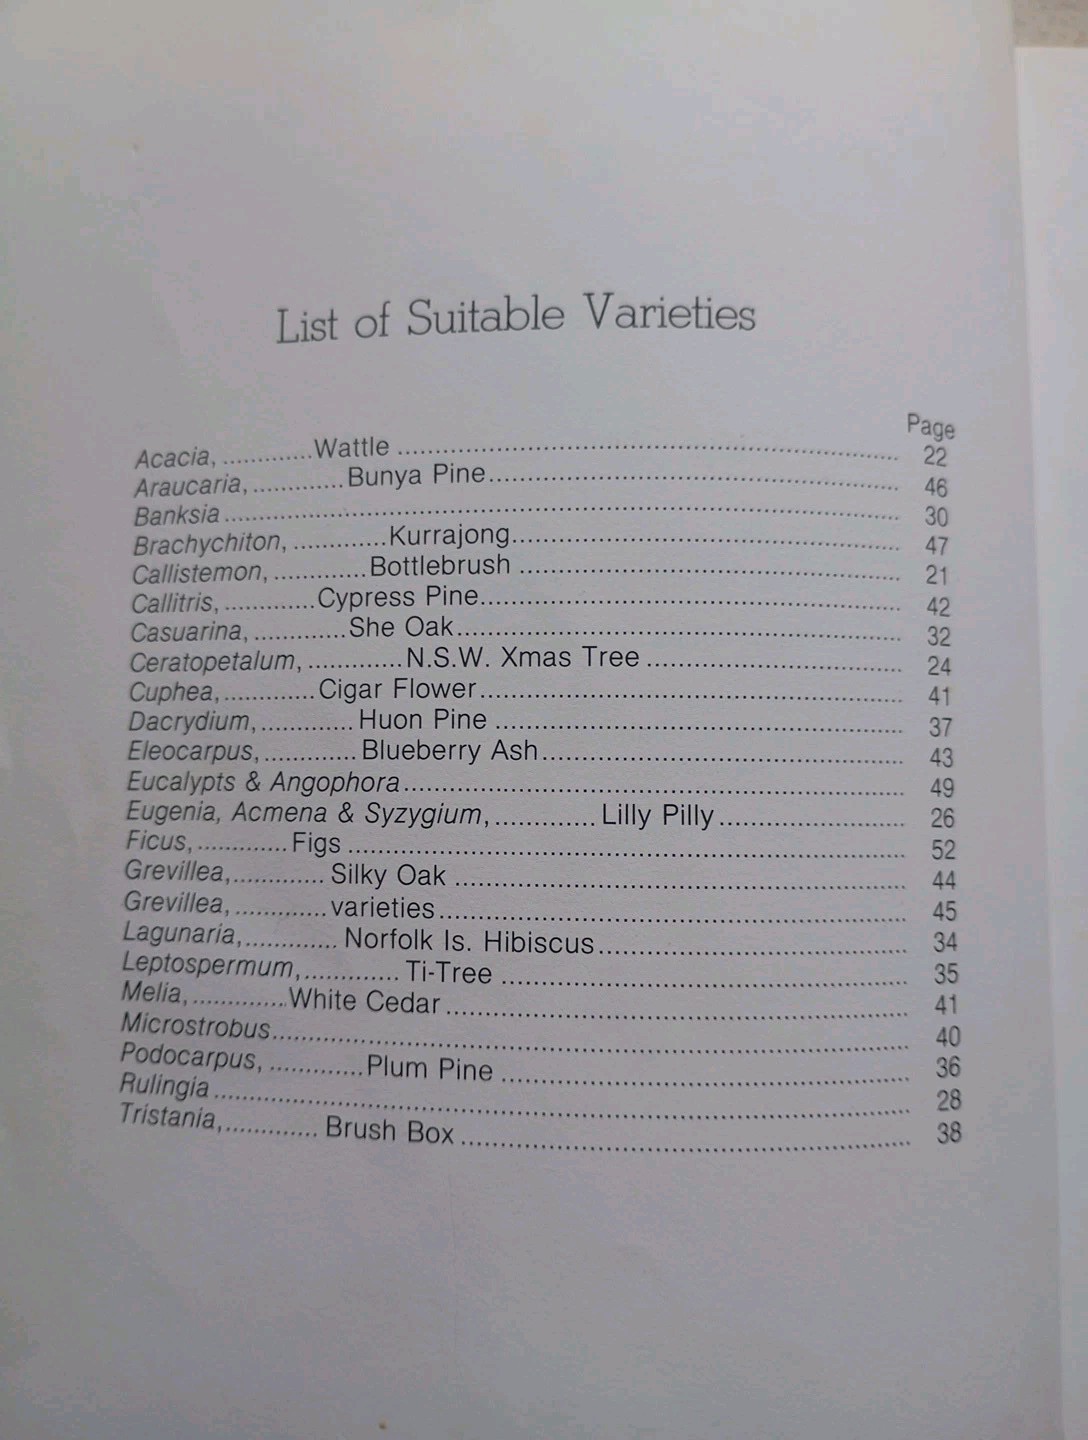 List of Suitable Varieties
Page
Acacia, .............Wattle ........................................................................ 22
Araucaria, .............Bunya Pine............................................................ 46
Banksia .................................................................................................. 30
Brachychiton, .............Kurrajong........................................................ 47
Callistemon, .............Bottlebrush ........................................................ 21
Callitris, .............Cypress Pine............................................................ 42
Casuarina, .............She Oak................................................................ 32
Ceratopetalum, .............N.S.W. Xmas Tree ..................................... 24
Cuphea, .............Cigar Flower............................................................. 41
Dacrydium, ............. Huon Pine .......................................................... 37
Eleocarpus, ............. Blueberry Ash.................................................... 43
Eucalypts & Angophora........................................................................ 49
Eugenia, Acmena & Syzygium, ............. Lilly Pilly........................... 26
Ficus, ............. Figs ................................................................................ 52
Grevillea, ............. Silky Oak ................................................................ 44
Grevillea, .............varieties.................................................................... 45
Lagunaria, ............. Norfolk Is. Hibiscus............................................ 34
Leptospermum, ............. Ti-Tree .......................................................... 35
Melia, .............White Cedar .................................................................. 41
Microstrobus........................................................................................... 40
Podocarpus, .............Plum Pine .......................................................... 36
Rulingia .................................................................................................... 28
Tristania, ............. Brush Box ............................................................... 38